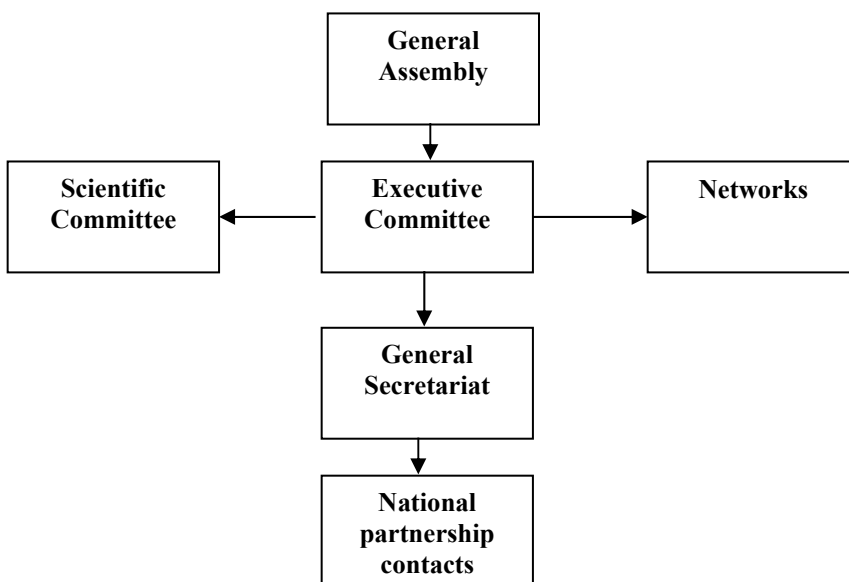 General
Assembly
Scientific
Committee
Executive
Committee
Networks
General
Secretariat
National
partnership
contacts